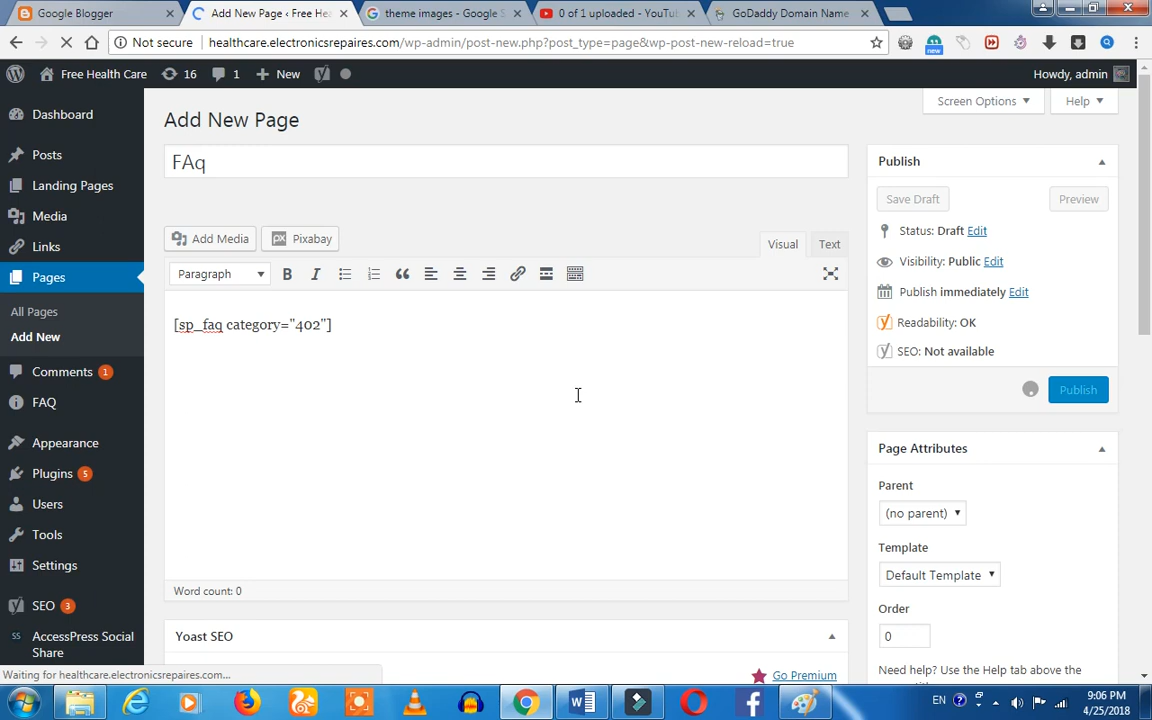 Google Blogger
Add New Page ‹ Free Hea
theme images - Google S
0 of 1 uploaded - YouTu
GoDaddy Domain Name
Not secure
healthcare.electronicsrepaires.com/wp-admin/post-new.php?post_type=page&wp-post-new-reload=true
new
Free Health Care
16
1
New
Howdy, admin
Screen Options
Help
Dashboard
Posts
Landing Pages
Media
Links
Pages
All Pages
Add New
Comments 1
FAQ
Appearance
Plugins 5
Users
Tools
Settings
SEO 3
AccessPress Social
Share
Add New Page
FAq
Add Media
Pixabay
Visual
Text
Paragraph
B
I
[sp_faq category="402"]
Word count: 0
Yoast SEO
Go Premium
Publish
Save Draft
Preview
Status: Draft Edit
Visibility: Public Edit
Publish immediately Edit
Readability: OK
SEO: Not available
Publish
Page Attributes
Parent
(no parent)
Template
Default Template
Order
0
Need help? Use the Help tab above the
Waiting for healthcare.electronicsrepaires.com...
EN
9:06 PM
4/25/2018